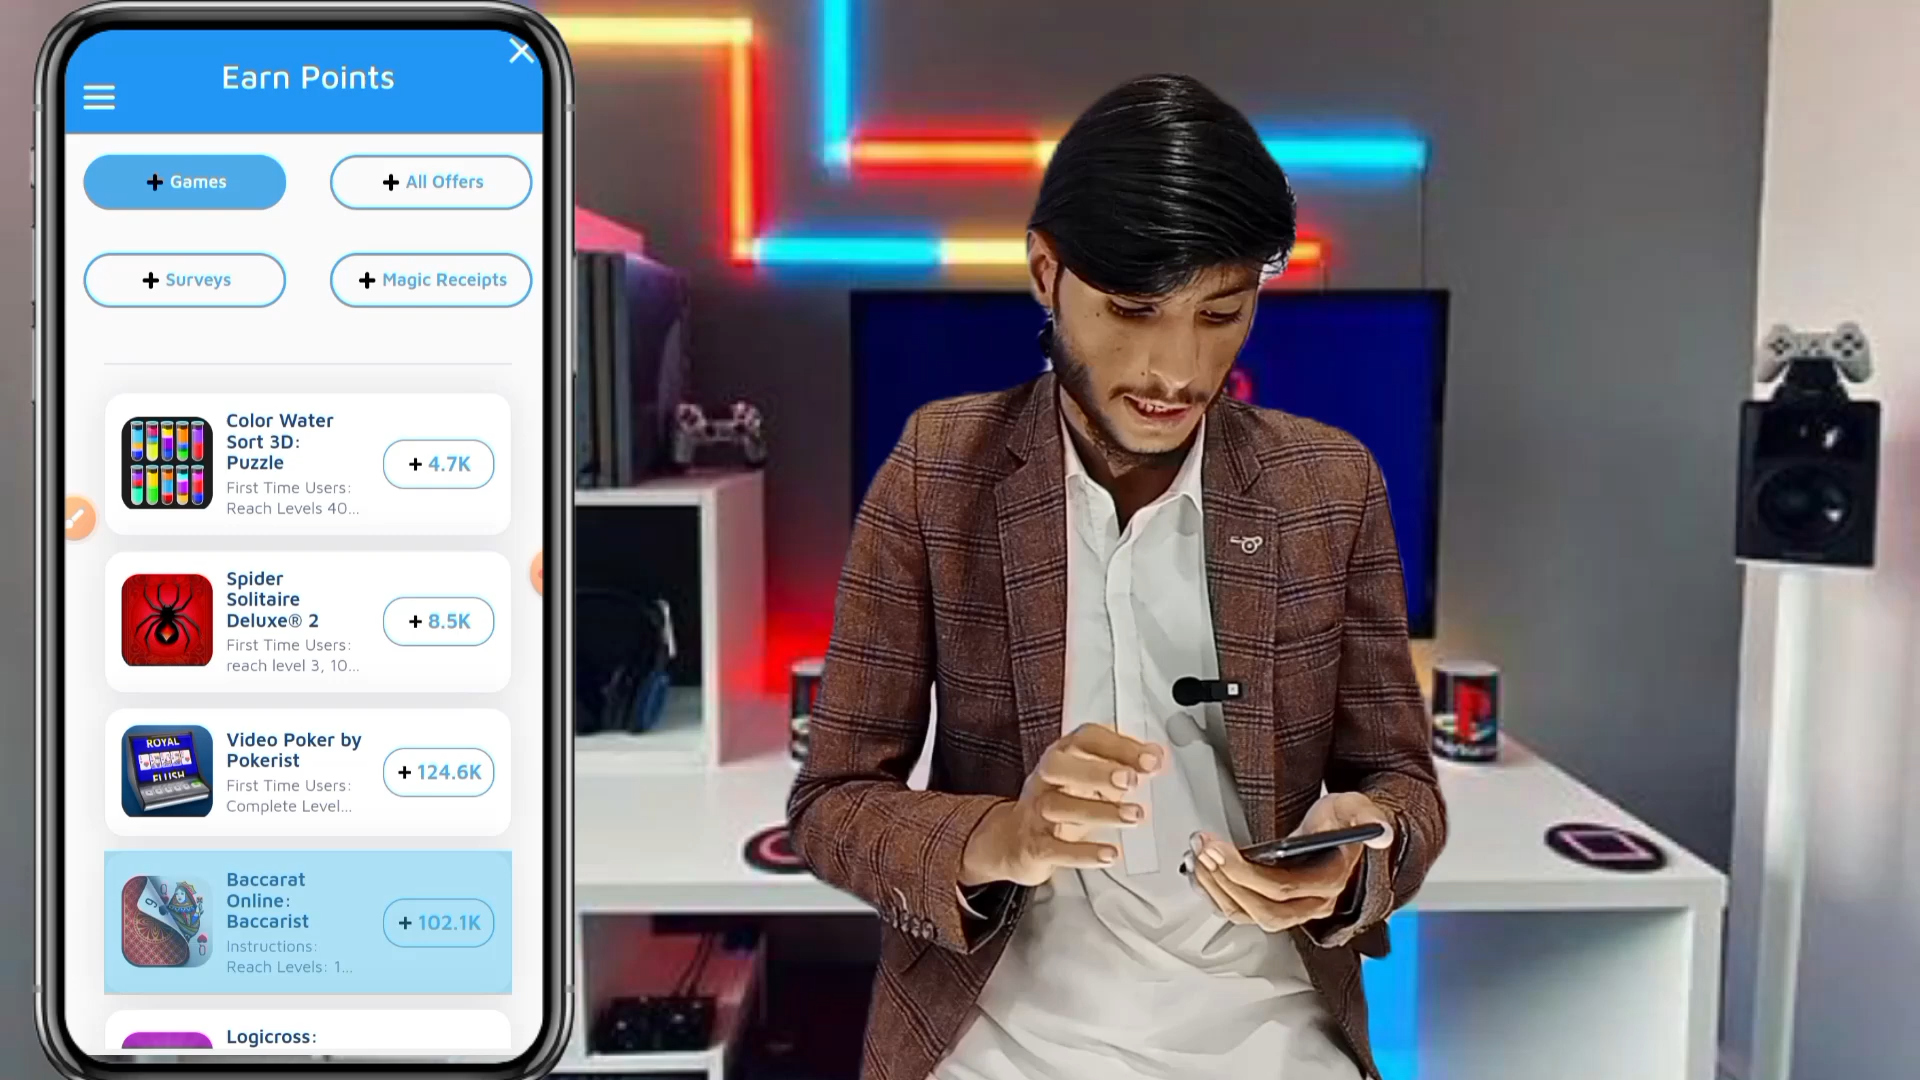 Earn Points
+ Games
+ All Offers
+ Surveys
+ Magic Receipts
Color Water
Sort 3D:
Puzzle
First Time Users:
Reach Levels 40...
+ 4.7K
Spider
Solitaire
Deluxe® 2
First Time Users:
reach level 3, 10...
+ 8.5K
ROYAL
FLUSH
Video Poker by
Pokerist
First Time Users:
Complete Level...
+ 124.6K
Baccarat
Online:
Baccarist
Instructions:
Reach Levels: 1...
+ 102.1K
Logicross: